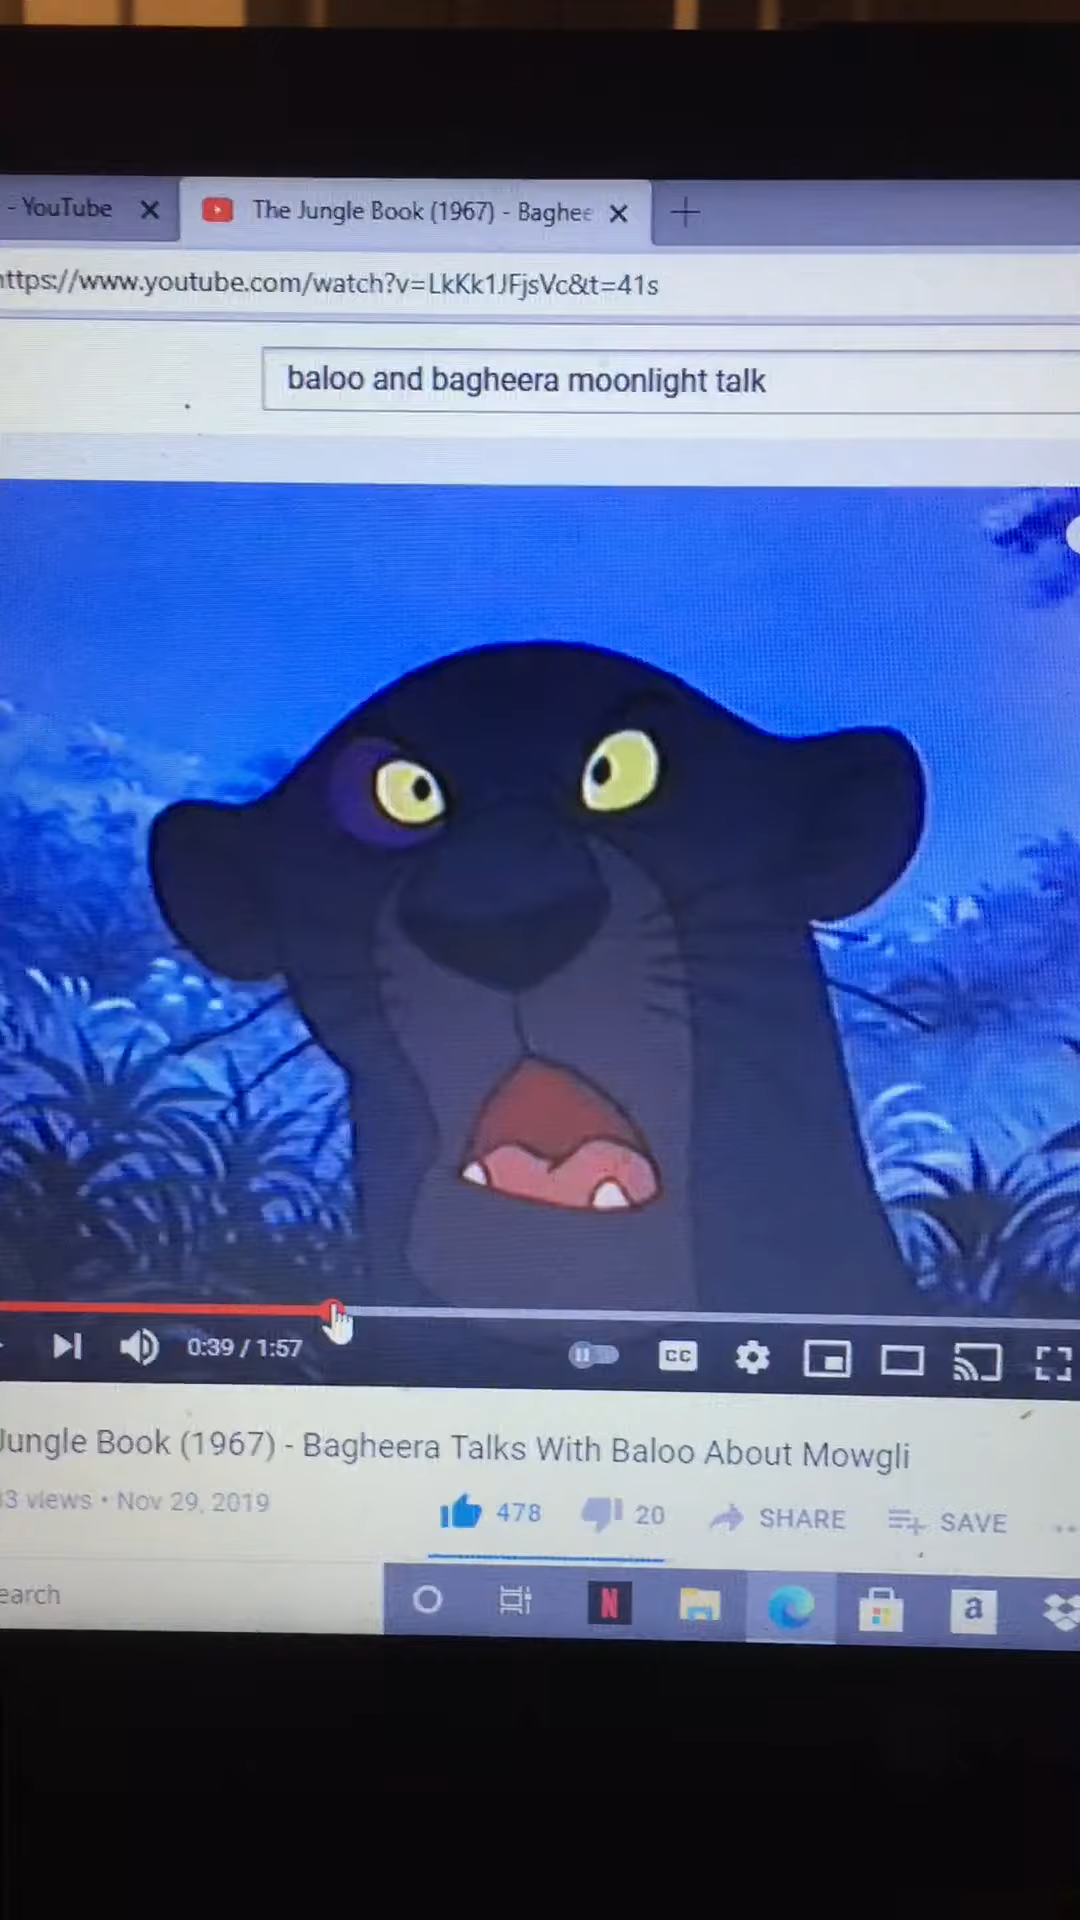 - YouTube
The Jungle Book (1967) - Baghee
ttps://www.youtube.com/watch?v=LkKk1JFjsVc&t=41s
baloo and bagheera moonlight talk
0:39 / 1:57
CC
Jungle Book (1967) - Bagheera Talks With Baloo About Mowgli
3 views • Nov 29, 2019
478
20
SHARE
SAVE
earch
N
a